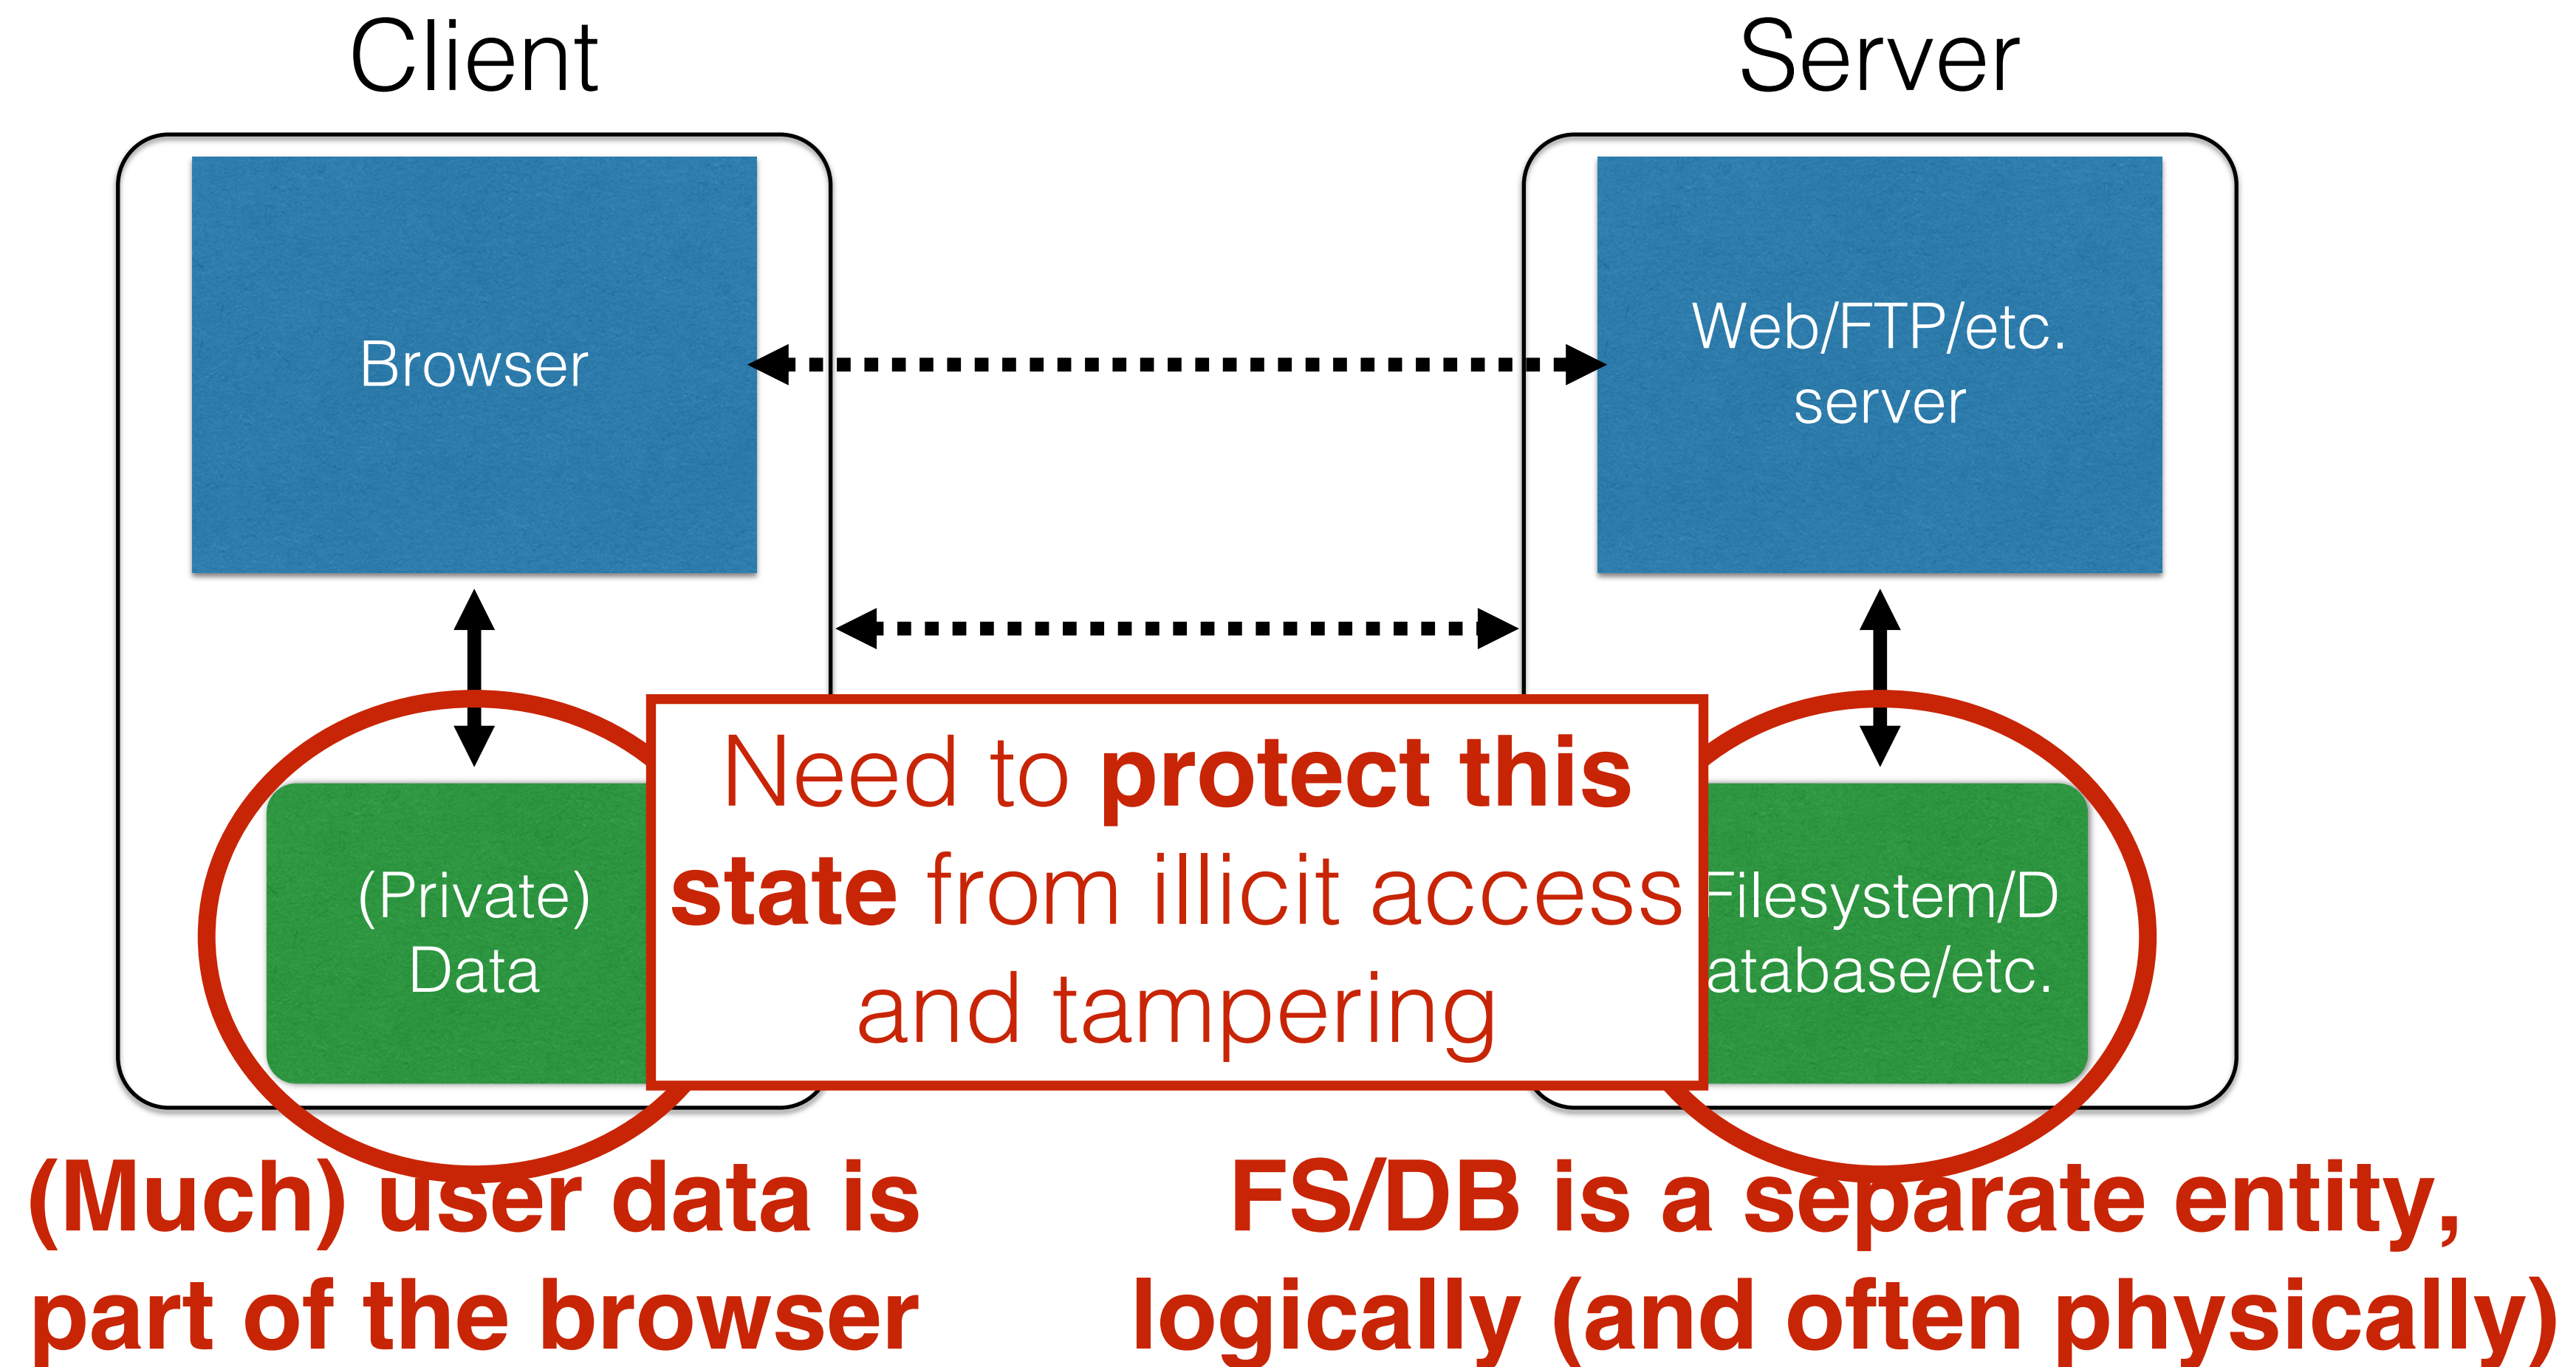 Client
Server
Browser
Web/FTP/etc.
server
Need to protect this
state from illicit access
and tampering
(Private)
Data
Filesystem/D
atabase/etc.
(Much) user data is
part of the browser
FS/DB is a separate entity,
logically (and often physically)